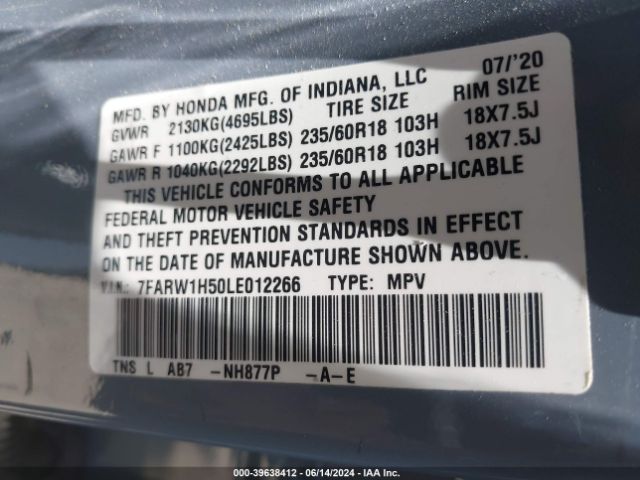 MFD. BY HONDA MFG. OF INDIANA, LLC 07/'20
GVWR 2130KG(4695LBS) TIRE SIZE RIM SIZE
GAWR F 1100KG(2425LBS) 235/60R18 103H 18X7.5J
GAWR R 1040KG(2292LBS) 235/60R18 103H 18X7.5J
THIS VEHICLE CONFORMS TO ALL APPLICABLE
FEDERAL MOTOR VEHICLE SAFETY
AND THEFT PREVENTION STANDARDS IN EFFECT
ON THE DATE OF MANUFACTURE SHOWN ABOVE.
V.I.N.: 7FARW1H50LE012266 TYPE: MPV
TNS L AB7 -NH877P -A-E
000-39638412 - 06/14/2024 - IAA Inc.